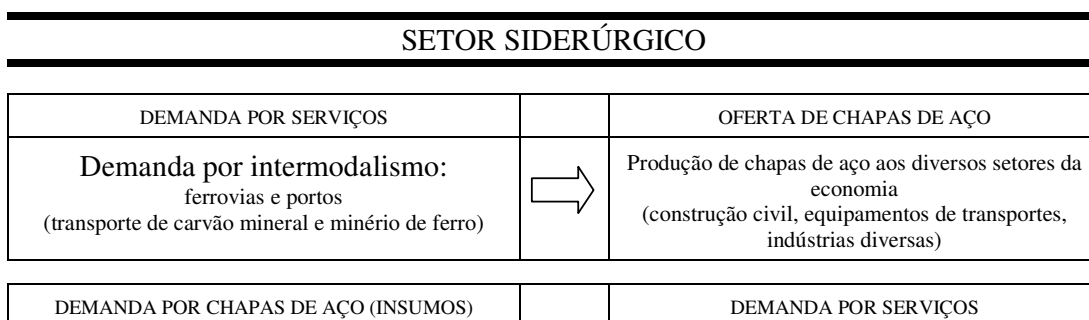 SETOR SIDERÚRGICO
DEMANDA POR SERVIÇOS
OFERTA DE CHAPAS DE AÇO
Demanda por intermodalismo:
ferrovias e portos
(transporte de carvão mineral e minério de ferro)
Produção de chapas de aço aos diversos setores da
economia
(construção civil, equipamentos de transportes,
indústrias diversas)
DEMANDA POR CHAPAS DE AÇO (INSUMOS)
DEMANDA POR SERVIÇOS